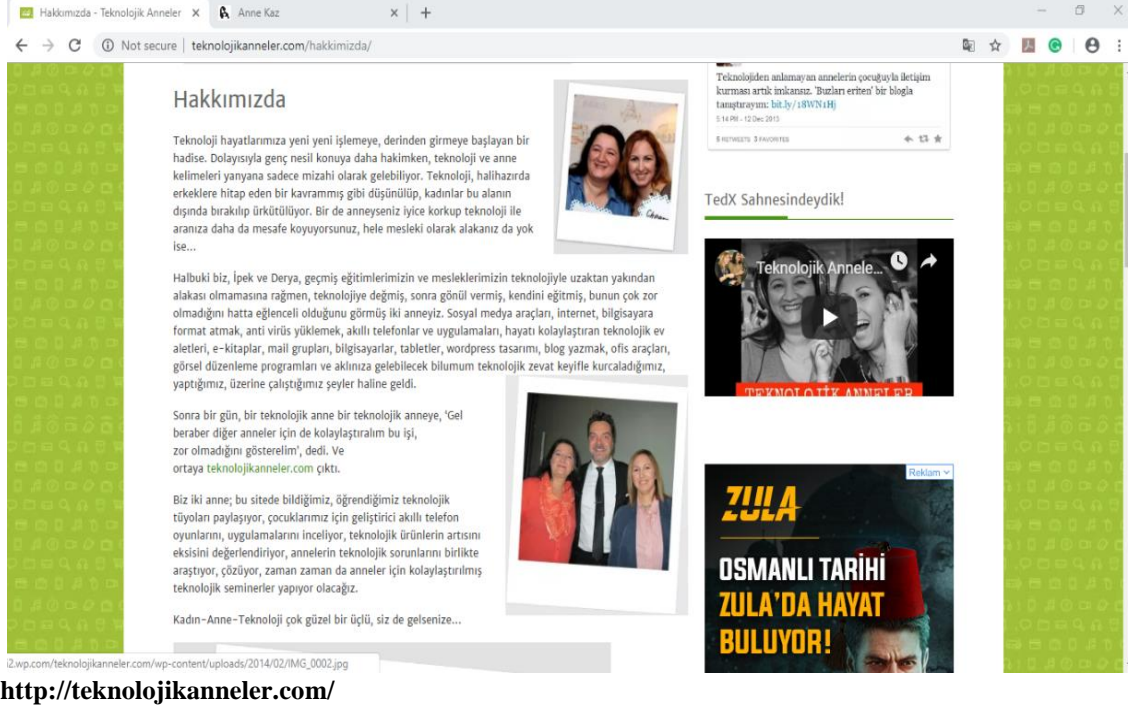 Hakkımızda - Teknolojik Anneler
Anne Kaz
Not secure | teknolojikanneler.com/hakkimizda/
Hakkımızda
Teknoloji hayatlarımıza yeni yeni işlemeye, derinden girmeye başlayan bir
hadise. Dolayısıyla genç nesil konuya daha hakimken, teknoloji ve anne
kelimeleri yanyana sadece mizahi olarak gelebiliyor. Teknoloji, halihazırda
erkeklere hitap eden bir kavrammış gibi düşünülüp, kadınlar bu alanın
dışında bırakılıp ürkütülüyor. Bir de anneyseniz iyice korkup teknoloji ile
aranıza daha da mesafe koyuyorsunuz, hele mesleki olarak alakanız da yok
ise...
Halbuki biz, İpek ve Derya, geçmiş eğitimlerimizin ve mesleklerimizin teknolojiyle uzaktan yakından
alakası olmamasına rağmen, teknolojiye değmiş, sonra gönül vermiş, kendini eğitmiş, bunun çok zor
olmadığını hatta eğlenceli olduğunu görmüş iki anneyiz. Sosyal medya araçları, internet, bilgisayara
format atmak, anti virüs yüklemek, akıllı telefonlar ve uygulamaları, hayatı kolaylaştıran teknolojik ev
aletleri, e-kitaplar, mail grupları, bilgisayarlar, tabletler, wordpress tasarımı, blog yazmak, ofis araçları,
görsel düzenleme programları ve aklınıza gelebilecek bilumum teknolojik zevat keyifle kurcaladığımız,
yaptığımız, üzerine çalıştığımız şeyler haline geldi.
Sonra bir gün, bir teknolojik anne bir teknolojik anneye, 'Gel
beraber diğer anneler için de kolaylaştıralım bu işi,
zor olmadığını gösterelim', dedi. Ve
ortaya teknolojikanneler.com çıktı.
Biz iki anne; bu sitede bildiğimiz, öğrendiğimiz teknolojik
tüyoları paylaşıyor, çocuklarımız için geliştirici akıllı telefon
oyunlarını, uygulamalarını inceliyor, teknolojik ürünlerin artısını
eksisini değerlendiriyor, annelerin teknolojik sorunlarını birlikte
araştıyor, çözüyor, zaman zaman da anneler için kolaylaştırılmış
teknolojik seminerler yapıyor olacağız.
Kadın-Anne-Teknoloji çok güzel bir üçlü, siz de gelsenize...
Teknolojiden anlamayan annelerin çocuğuyla iletişim
kurması artık imkansız. 'Buzları eriten' bir blogla
tanıştırayım: bit.ly/18WN1Hj
5:14 PM - 12 Dec 2013
5 RETWEETS 3 FAVORITES
TedX Sahnesindeydik!
Teknolojik Annele...
TEKNOLOJİK ANNELER
Reklam
ZULA
OSMANLI TARİHİ
ZULA'DA HAYAT
BULUYOR!
i2.wp.com/teknolojikanneler.com/wp-content/uploads/2014/02/IMG_0002.jpg
http://teknolojikanneler.com/